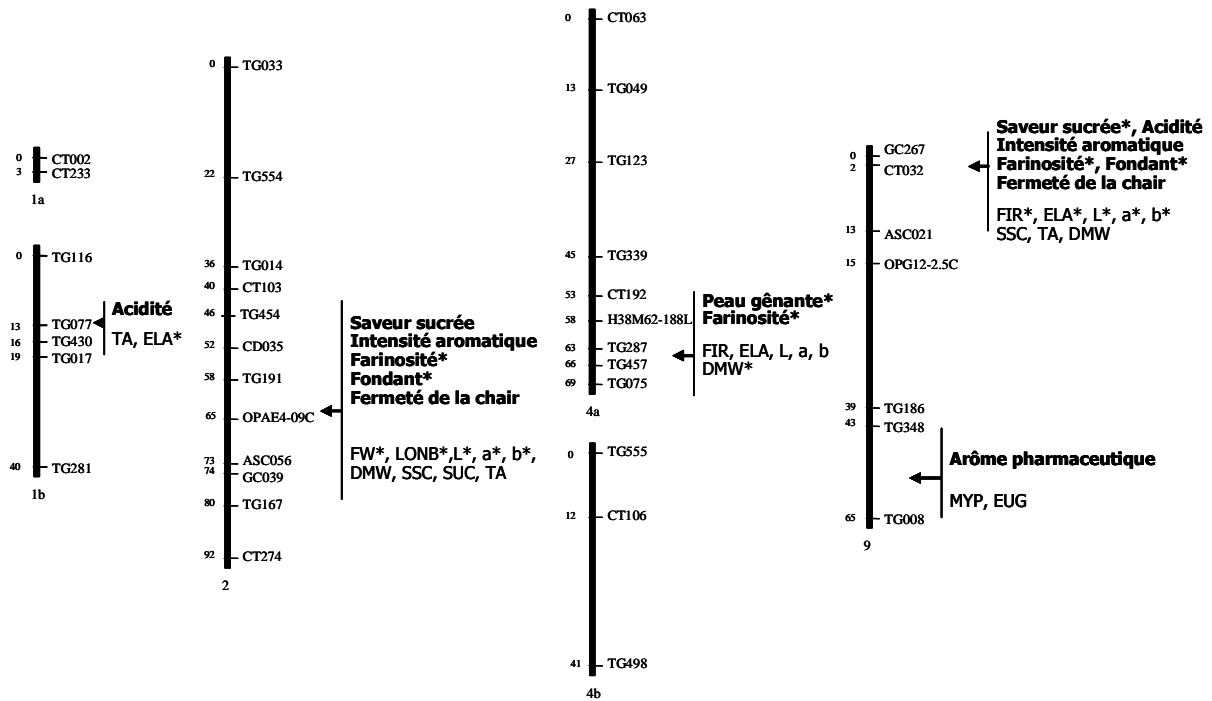 0 CT002
3 CT233
1a
0 TG116
13 TG077
16 TG430
19 TG017
40 TG281
1b
Acidité
TA, ELA*
0 TG033
22 TG554
36 TG014
40 CT103
46 TG454
52 CD035
58 TG191
65 OPAE4-09C
73 ASC056
74 GC039
80 TG167
92 CT274
2
Saveur sucrée
Intensité aromatique
Farinosité*
Fondant*
Fermeté de la chair
FW*, LONB*,L*, a*, b*,
DMW, SSC, SUC, TA
0 CT063
13 TG049
27 TG123
45 TG339
53 CT192
58 H38M62-188L
63 TG287
66 TG457
69 TG075
4a
Peau gênante*
Farinosité*
FIR, ELA, L, a, b
DMW*
0 TG555
12 CT106
41 TG498
4b
0 GC267
2 CT032
13 ASC021
15 OPG12-2.5C
39 TG186
43 TG348
65 TG008
9
Saveur sucrée*, Acidité
Intensité aromatique
Farinosité*, Fondant*
Fermeté de la chair
FIR*, ELA*, L*, a*, b*
SSC, TA, DMW
Arôme pharmaceutique
MYP, EUG